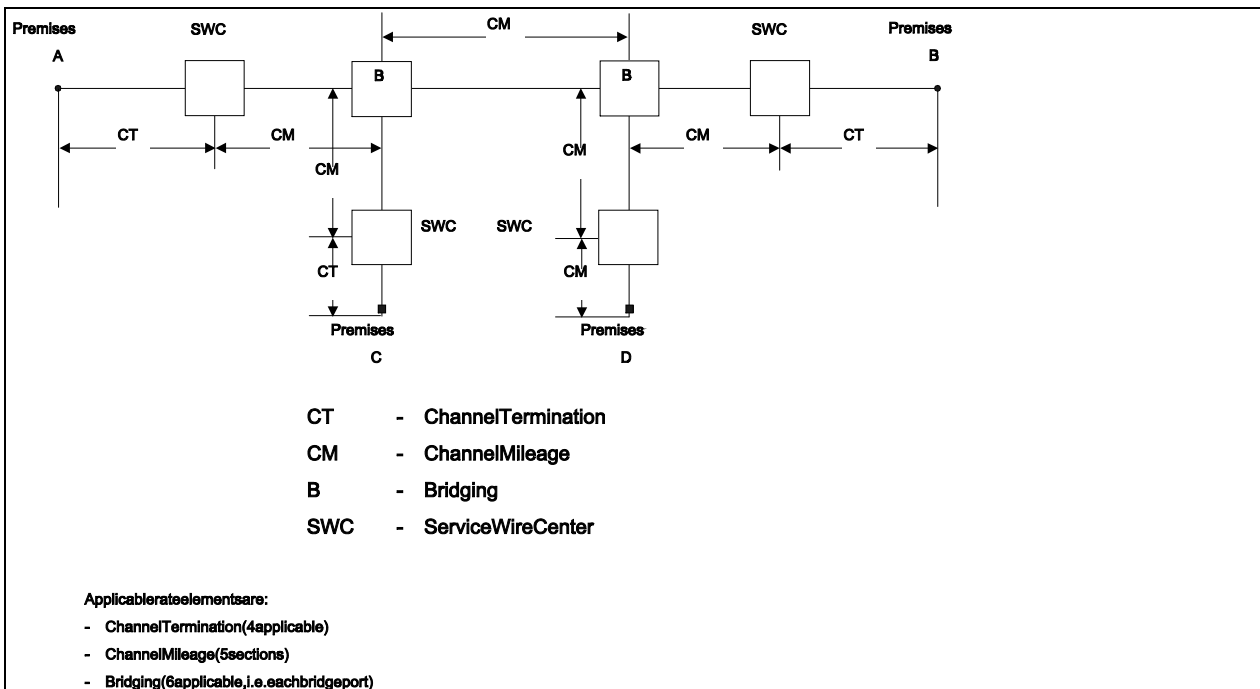 CM
Premises
SWC
SWC
Premises
A
B
B
B
CT
CM
CM
CM
CM
CT
SWC
SWC
CT
CM
Premises
Premises
C
D
CT - ChannelTermination
CM - ChannelMileage
B - Bridging
SWC - ServiceWireCenter
Applicablerateelementsare:
- ChannelTermination(4applicable)
- ChannelMileage(5sections)
- Bridging(6applicable,i.e.eachbridgeport)